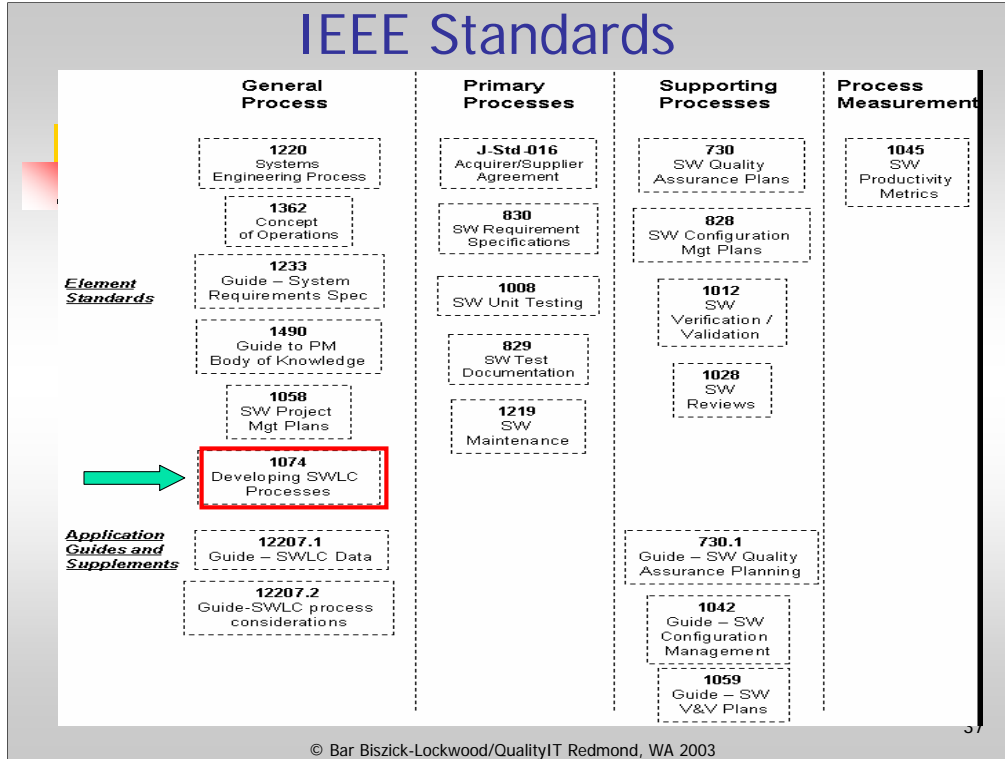 IEEE Standards
General
Process
Primary
Processes
Supporting
Processes
Process
Measurement
Element
Standards
1220
Systems
Engineering Process
1362
Concept
of Operations
1233
Guide – System
Requirements Spec
1490
Guide to PM
Body of Knowledge
1058
SW Project
Mgt Plans
1074
Developing SWLC
Processes
J-Std-016
Acquirer/Supplier
Agreement
830
SW Requirement
Specifications
1008
SW Unit Testing
829
SW Test
Documentation
1219
SW
Maintenance
730
SW Quality
Assurance Plans
828
SW Configuration
Mgt Plans
1012
SW
Verification /
Validation
1028
SW
Reviews
1045
SW
Productivity
Metrics
Application
Guides and
Supplements
12207.1
Guide – SWLC Data
12207.2
Guide-SWLC process
considerations
730.1
Guide – SW Quality
Assurance Planning
1042
Guide – SW
Configuration
Management
1059
Guide – SW
V&V Plans
37
© Bar Biszick-Lockwood/QualityIT Redmond, WA 2003